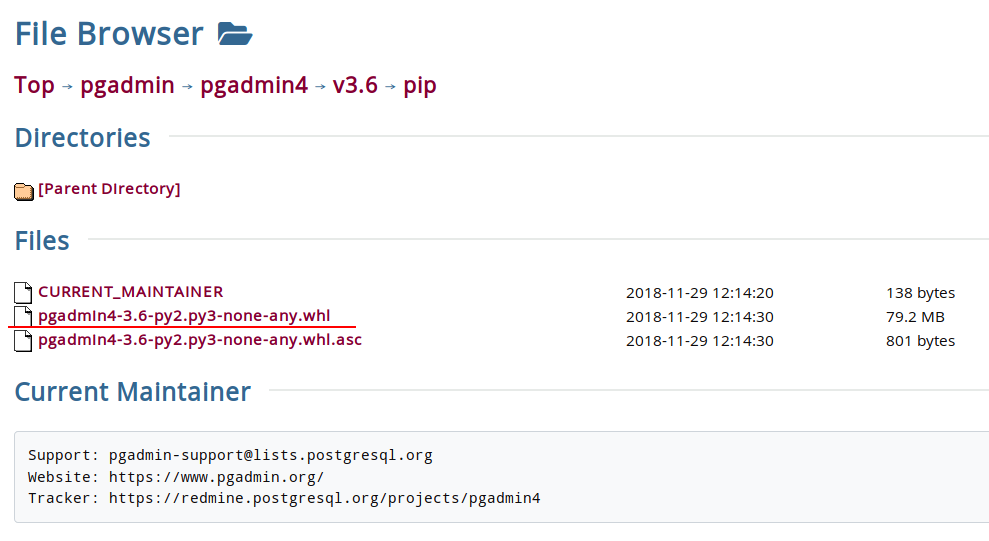 File Browser
Top → pgadmin → pgadmin4 → v3.6 → pip
Directories
[Parent Directory]
Files
CURRENT_MAINTAINER 2018-11-29 12:14:20 138 bytes
pgadmin4-3.6-py2.py3-none-any.whl 2018-11-29 12:14:30 79.2 MB
pgadmin4-3.6-py2.py3-none-any.whl.asc 2018-11-29 12:14:30 801 bytes
Current Maintainer
Support: pgadmin-support@lists.postgresql.org
Website: https://www.pgadmin.org/
Tracker: https://redmine.postgresql.org/projects/pgadmin4